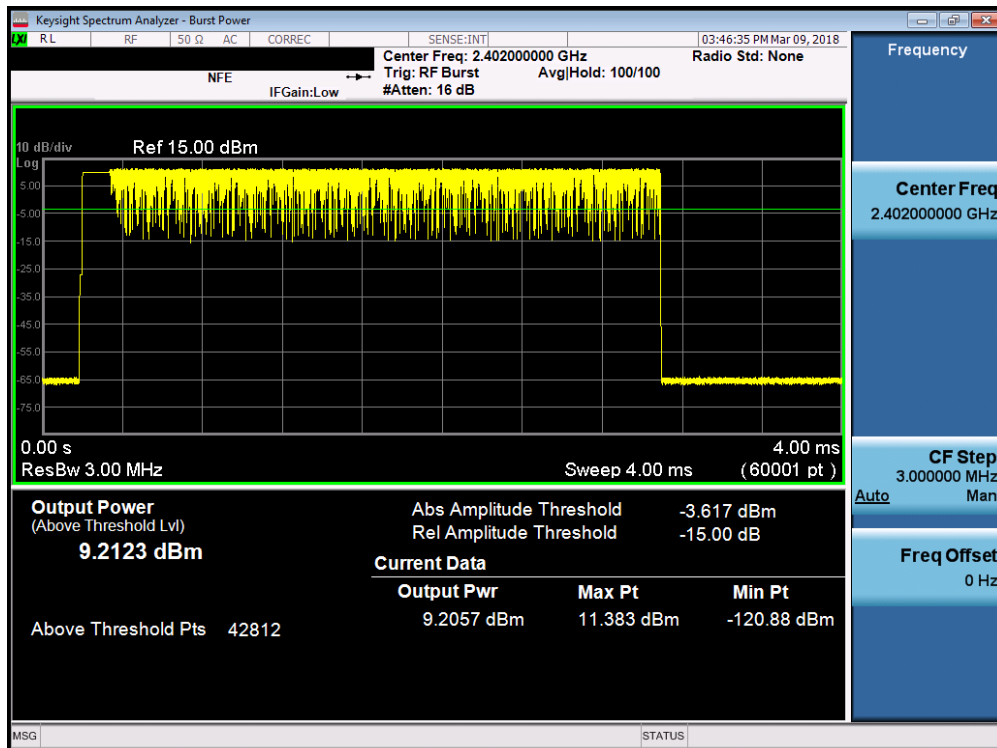 Keysight Spectrum Analyzer - Burst Power
LXI RL RF 50 Ω AC CORREC SENSE:INT 03:46:35 PM Mar 09, 2018
Center Freq: 2.402000000 GHz Radio Std: None
NFE Trig: RF Burst Avg|Hold: 100/100
IFGain:Low #Atten: 16 dB
10 dB/div Ref 15.00 dBm
Log
5.00
-5.00
-15.0
-25.0
-35.0
-45.0
-55.0
-65.0
-75.0
0.00 s 4.00 ms
ResBw 3.00 MHz Sweep 4.00 ms (60001 pt )
Output Power
(Above Threshold Lvl)
9.2123 dBm
Above Threshold Pts 42812
Abs Amplitude Threshold -3.617 dBm
Rel Amplitude Threshold -15.00 dB
Current Data
Output Pwr Max Pt Min Pt
9.2057 dBm 11.383 dBm -120.88 dBm
Frequency
Center Freq
2.402000000 GHz
CF Step
3.000000 MHz
Auto Man
Freq Offset
0 Hz
MSG STATUS